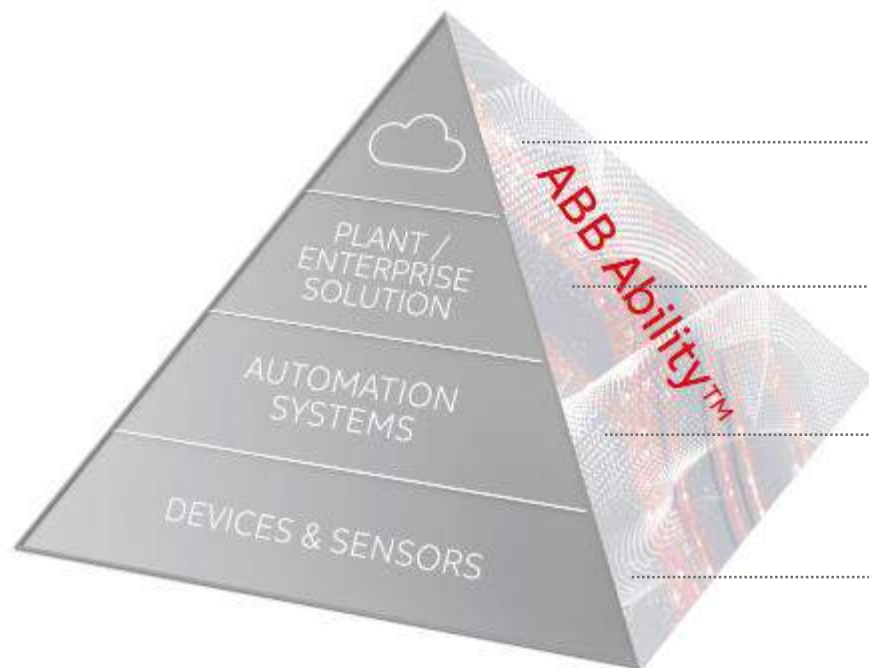 PLANT /
ENTERPRISE
SOLUTION
AUTOMATION
SYSTEMS
DEVICES & SENSORS
ABB Ability™